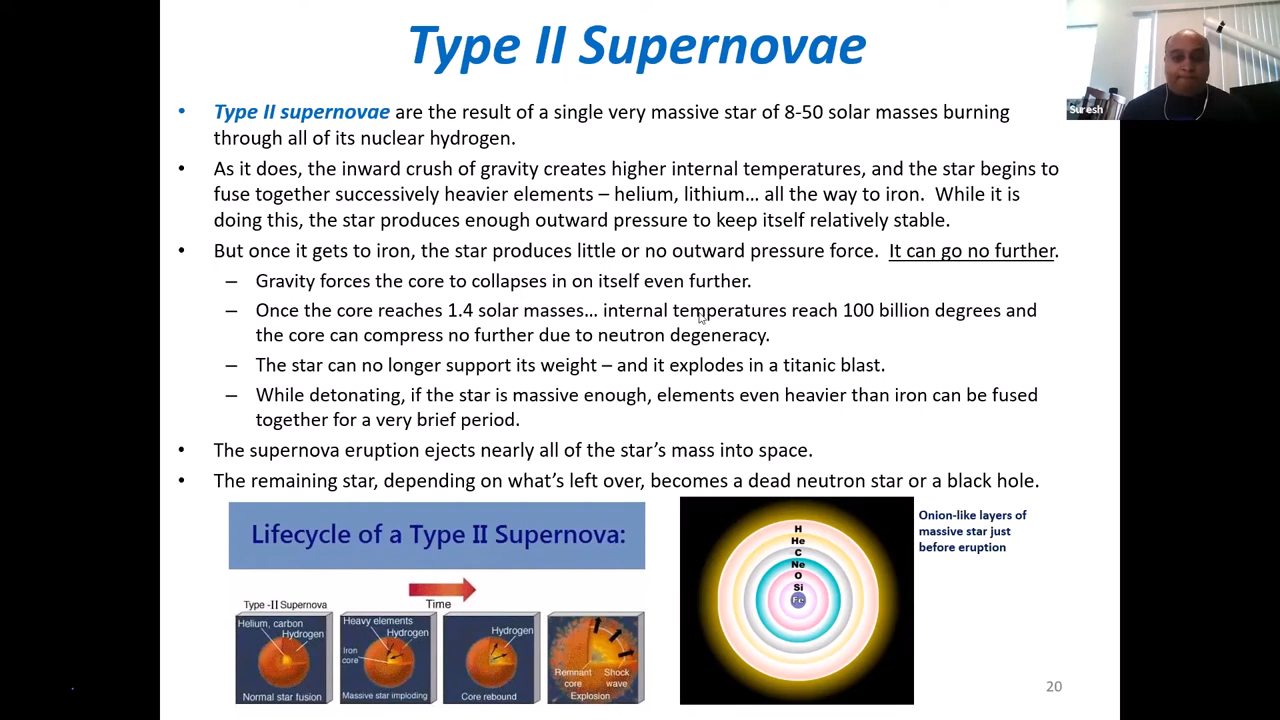 Type II Supernovae
Suresh
• Type II supernovae are the result of a single very massive star of 8-50 solar masses burning
through all of its nuclear hydrogen.
• As it does, the inward crush of gravity creates higher internal temperatures, and the star begins to
fuse together successively heavier elements – helium, lithium… all the way to iron. While it is
doing this, the star produces enough outward pressure to keep itself relatively stable.
• But once it gets to iron, the star produces little or no outward pressure force. It can go no further.
– Gravity forces the core to collapses in on itself even further.
– Once the core reaches 1.4 solar masses… internal temperatures reach 100 billion degrees and
the core can compress no further due to neutron degeneracy.
– The star can no longer support its weight – and it explodes in a titanic blast.
– While detonating, if the star is massive enough, elements even heavier than iron can be fused
together for a very brief period.
• The supernova eruption ejects nearly all of the star's mass into space.
• The remaining star, depending on what's left over, becomes a dead neutron star or a black hole.
Lifecycle of a Type II Supernova:
Time
Type -II Supernova
Helium, carbon
Hydrogen
Normal star fusion
Heavy elements
Hydrogen
Iron
core
Massive star imploding
Hydrogen
Core rebound
Remnant
core
Shock
wave
Explosion
H
He
C
Ne
O
Si
Fe
Onion-like layers of
massive star just
before eruption
20